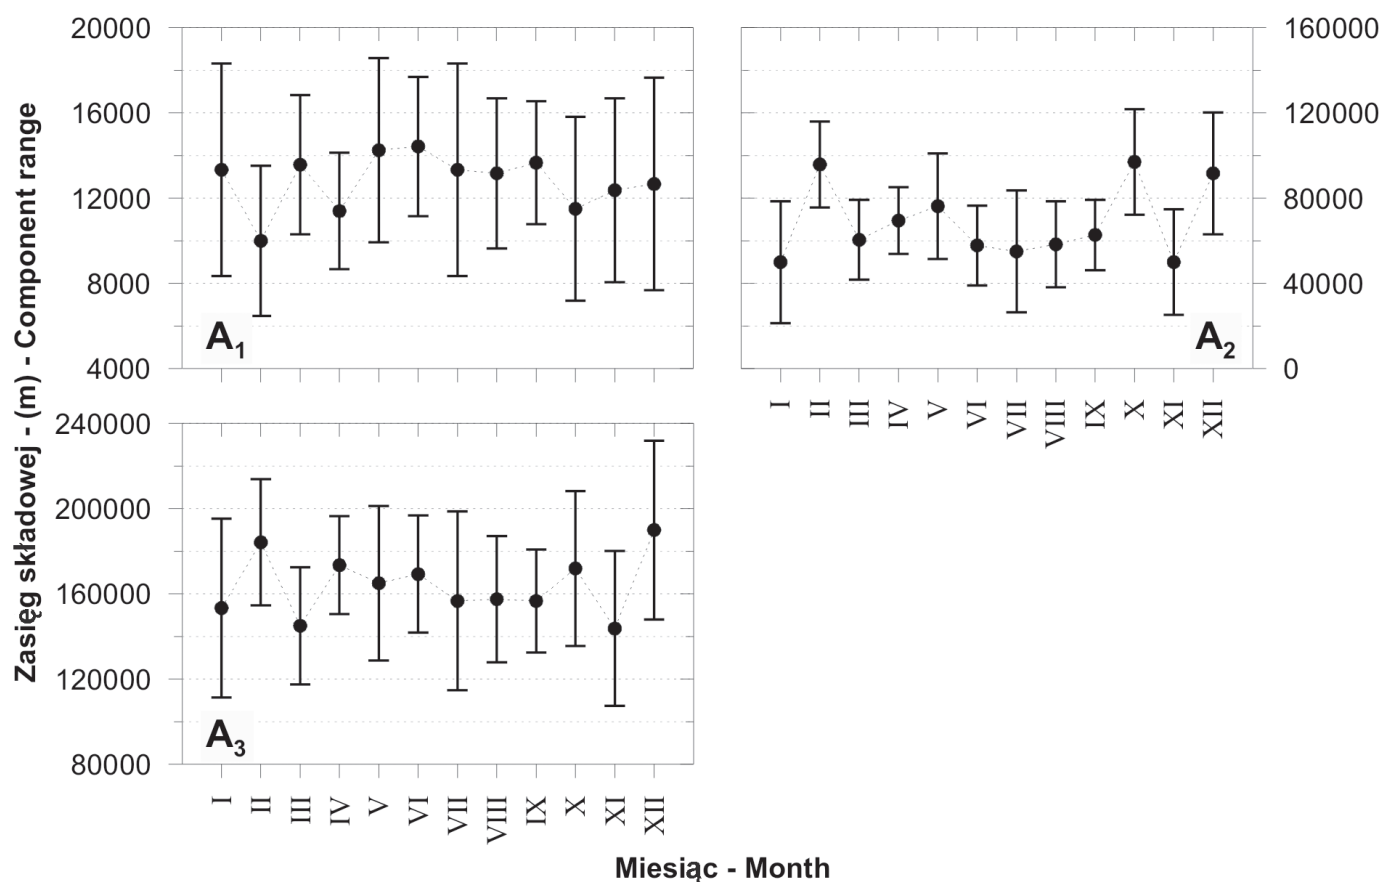 Zasięg składowej - (m) - Component range
20000
16000
12000
8000
4000
A1
160000
120000
80000
40000
0
A2
I II III IV V VI VII VIII IX X XI XII
240000
200000
160000
120000
80000
A3
I II III IV V VI VII VIII IX X XI XII
Miesiąc - Month